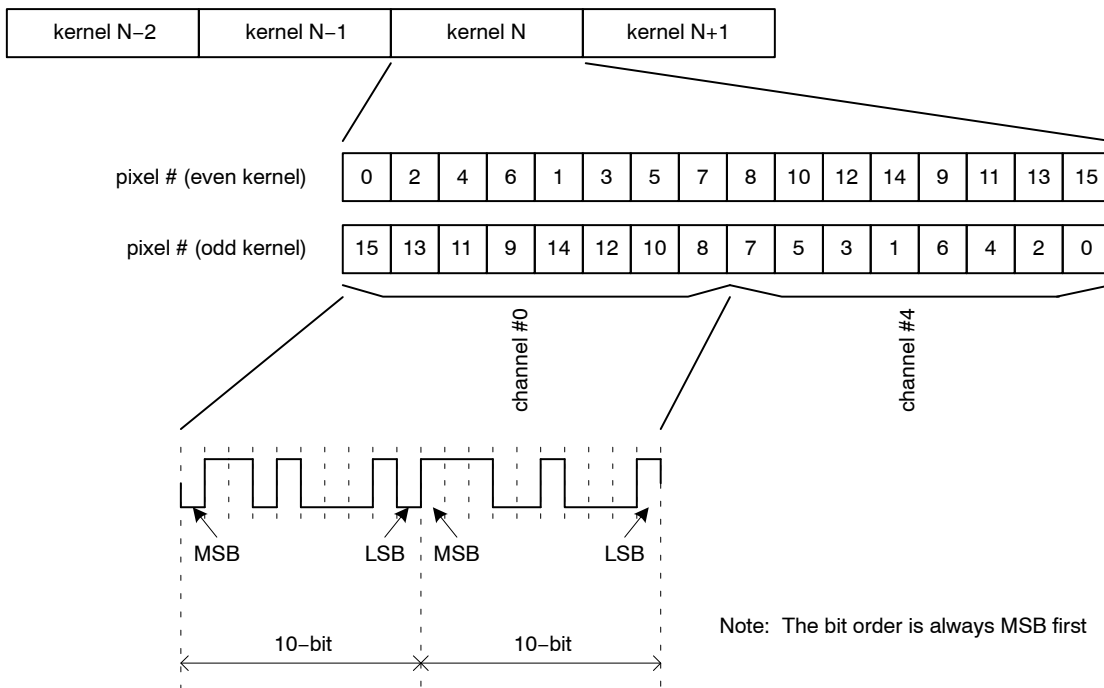 kernel N−2 kernel N−1 kernel N kernel N+1
pixel # (even kernel) 0 2 4 6 1 3 5 7 8 10 12 14 9 11 13 15
pixel # (odd kernel) 15 13 11 9 14 12 10 8 7 5 3 1 6 4 2 0
channel #0
channel #4
MSB LSB MSB LSB
Note: The bit order is always MSB first
10−bit 10−bit